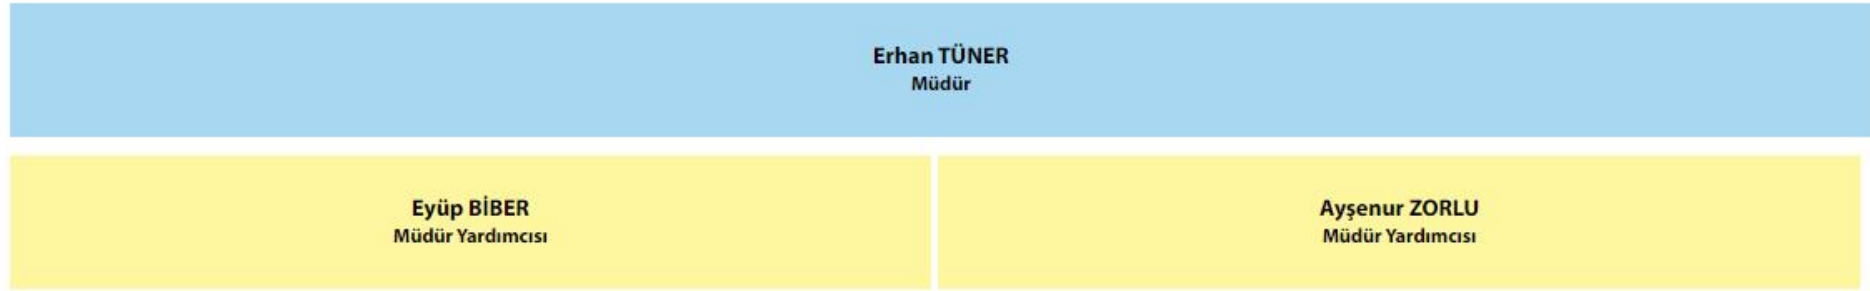 Erhan TÜNER
Müdür
Eyüp BİBER
Müdür Yardımcısı
Ayşenur ZORLU
Müdür Yardımcısı